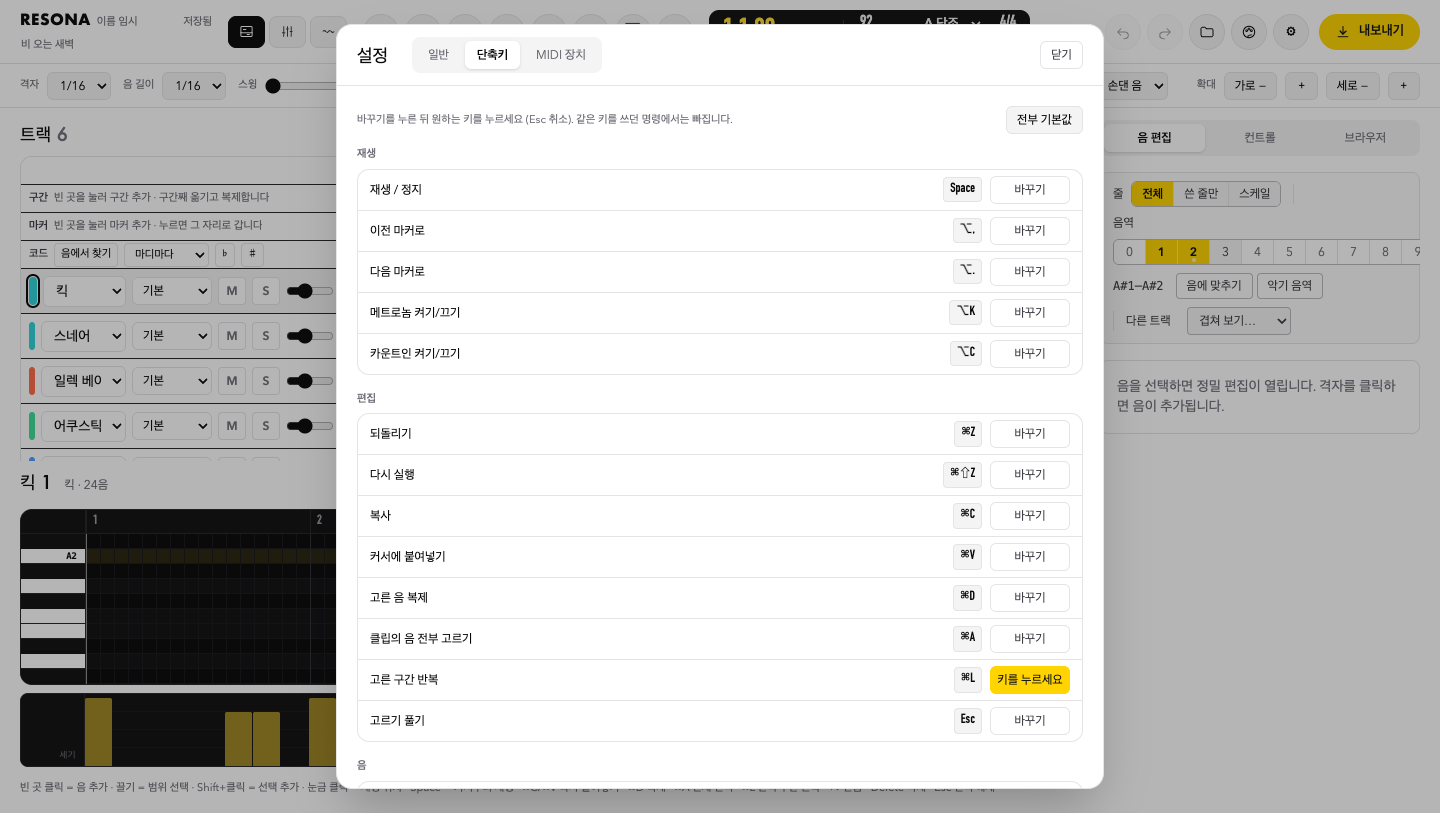 RESONA 이름 임시 저장됨
비 오는 새벽
내보내기
격자 1/16 음 길이 1/16 스윙
손댄 음 확대 가로 – + 세로 – +
설정 일반 단축키 MIDI 장치 닫기
바꾸기를 누른 뒤 원하는 키를 누르세요 (Esc 취소). 같은 키를 쓰던 명령에서는 빠집니다. 전부 기본값
재생
재생 / 정지 Space 바꾸기
이전 마커로 ⌥, 바꾸기
다음 마커로 ⌥. 바꾸기
메트로놈 켜기/끄기 ⌥K 바꾸기
카운트인 켜기/끄기 ⌥C 바꾸기
편집
되돌리기 ⌘Z 바꾸기
다시 실행 ⌘⇧Z 바꾸기
복사 ⌘C 바꾸기
커서에 붙여넣기 ⌘V 바꾸기
고른 음 복제 ⌘D 바꾸기
클립의 음 전부 고르기 ⌘A 바꾸기
고른 구간 반복 ⌘L 키를 누르세요
고르기 풀기 Esc 바꾸기
음
트랙 6
구간 빈 곳을 눌러 구간 추가 · 구간째 옮기고 복제합니다
마커 빈 곳을 눌러 마커 추가 · 누르면 그 자리로 갑니다
코드 음에서 찾기 마디마다 ♭ #
킥 기본 M S
스네어 기본 M S
일렉 베이 기본 M S
어쿠스틱 기본 M S
킥 1 킥 · 24음
1 2
A2
세기
빈 곳 클릭 = 음 추가 · 끌기 = 범위 선택 · Shift+클릭 = 선택 추가 · 눈금 클릭
음 편집 컨트롤 브라우저
줄 전체 쓴 줄만 스케일
음역
0 1 2 3 4 5 6 7 8 9
A#1–A#2 음에 맞추기 악기 음역
다른 트랙 겹쳐 보기…
음을 선택하면 정밀 편집이 열립니다. 격자를 클릭하
면 음이 추가됩니다.